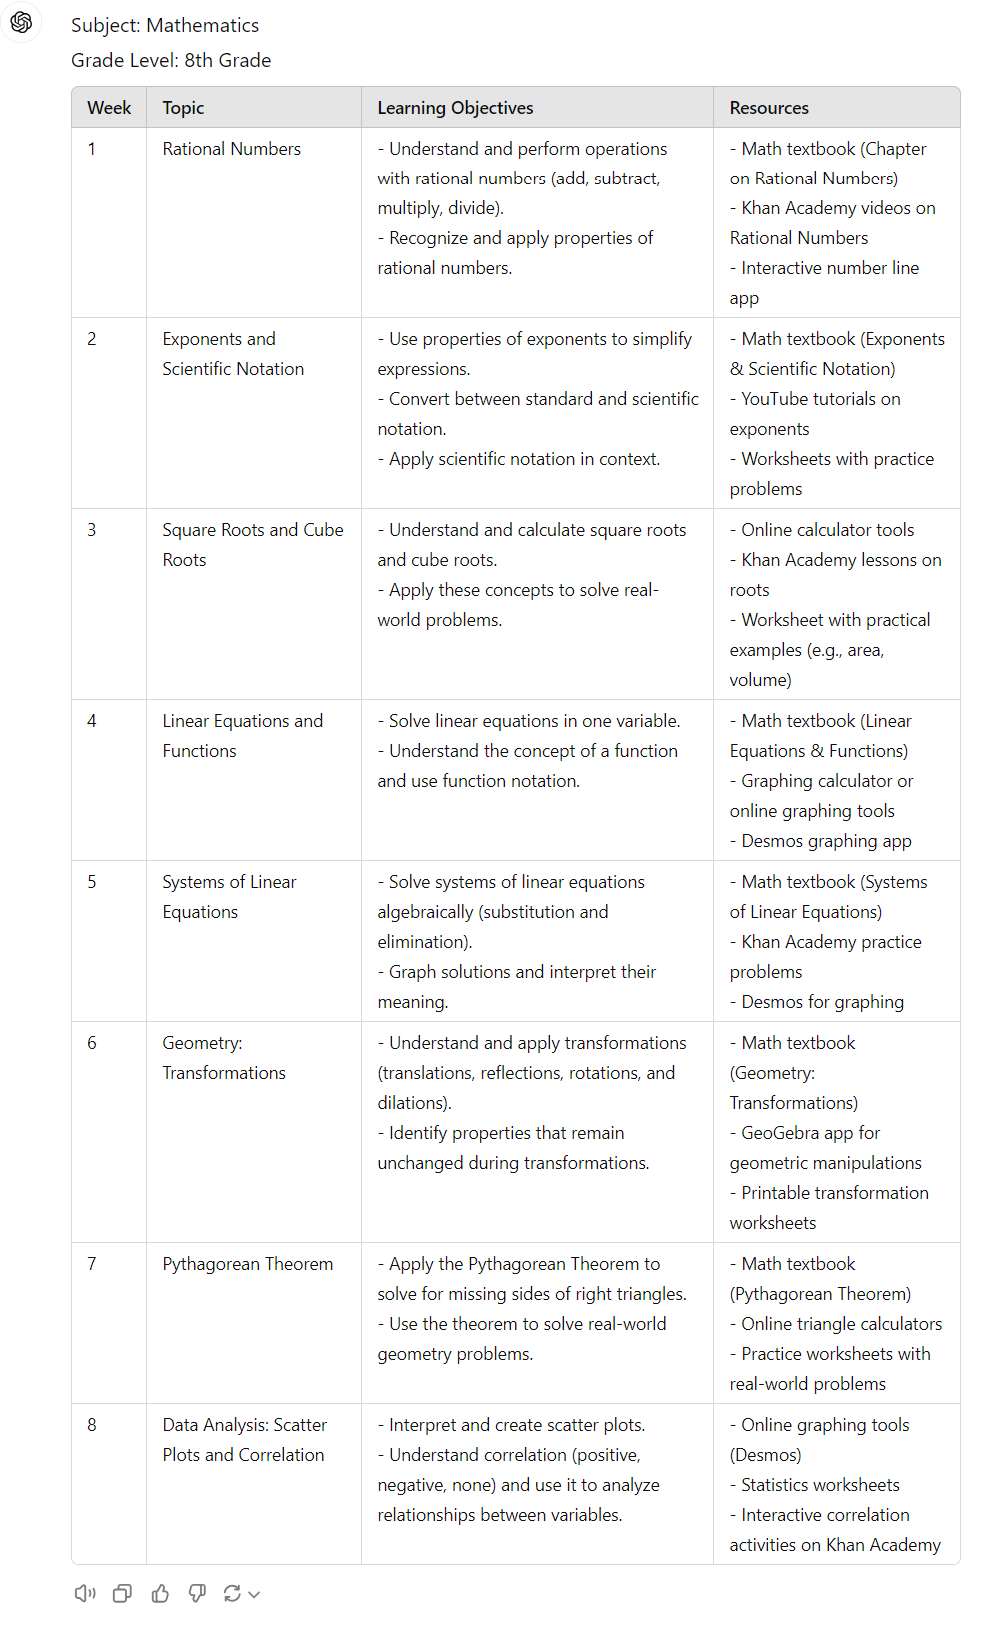 Subject: Mathematics
Grade Level: 8th Grade
Week Topic Learning Objectives Resources
1
Rational Numbers
- Understand and perform operations
with rational numbers (add, subtract,
multiply, divide).
- Recognize and apply properties of
rational numbers.
- Math textbook (Chapter
on Rational Numbers)
- Khan Academy videos on
Rational Numbers
- Interactive number line
app
2
Exponents and
Scientific Notation
- Use properties of exponents to simplify
expressions.
- Convert between standard and scientific
notation.
- Apply scientific notation in context.
- Math textbook (Exponents
& Scientific Notation)
- YouTube tutorials on
exponents
- Worksheets with practice
problems
3
Square Roots and Cube
Roots
- Understand and calculate square roots
and cube roots.
- Apply these concepts to solve real-
world problems.
- Online calculator tools
- Khan Academy lessons on
roots
- Worksheet with practical
examples (e.g., area,
volume)
4
Linear Equations and
Functions
- Solve linear equations in one variable.
- Understand the concept of a function
and use function notation.
- Math textbook (Linear
Equations & Functions)
- Graphing calculator or
online graphing tools
- Desmos graphing app
5
Systems of Linear
Equations
- Solve systems of linear equations
algebraically (substitution and
elimination).
- Graph solutions and interpret their
meaning.
- Math textbook (Systems
of Linear Equations)
- Khan Academy practice
problems
- Desmos for graphing
6
Geometry:
Transformations
- Understand and apply transformations
(translations, reflections, rotations, and
dilations).
- Identify properties that remain
unchanged during transformations.
- Math textbook
(Geometry:
Transformations)
- GeoGebra app for
geometric manipulations
- Printable transformation
worksheets
7
Pythagorean Theorem
- Apply the Pythagorean Theorem to
solve for missing sides of right triangles.
- Use the theorem to solve real-world
geometry problems.
- Math textbook
(Pythagorean Theorem)
- Online triangle calculators
- Practice worksheets with
real-world problems
8
Data Analysis: Scatter
Plots and Correlation
- Interpret and create scatter plots.
- Understand correlation (positive,
negative, none) and use it to analyze
relationships between variables.
- Online graphing tools
(Desmos)
- Statistics worksheets
- Interactive correlation
activities on Khan Academy